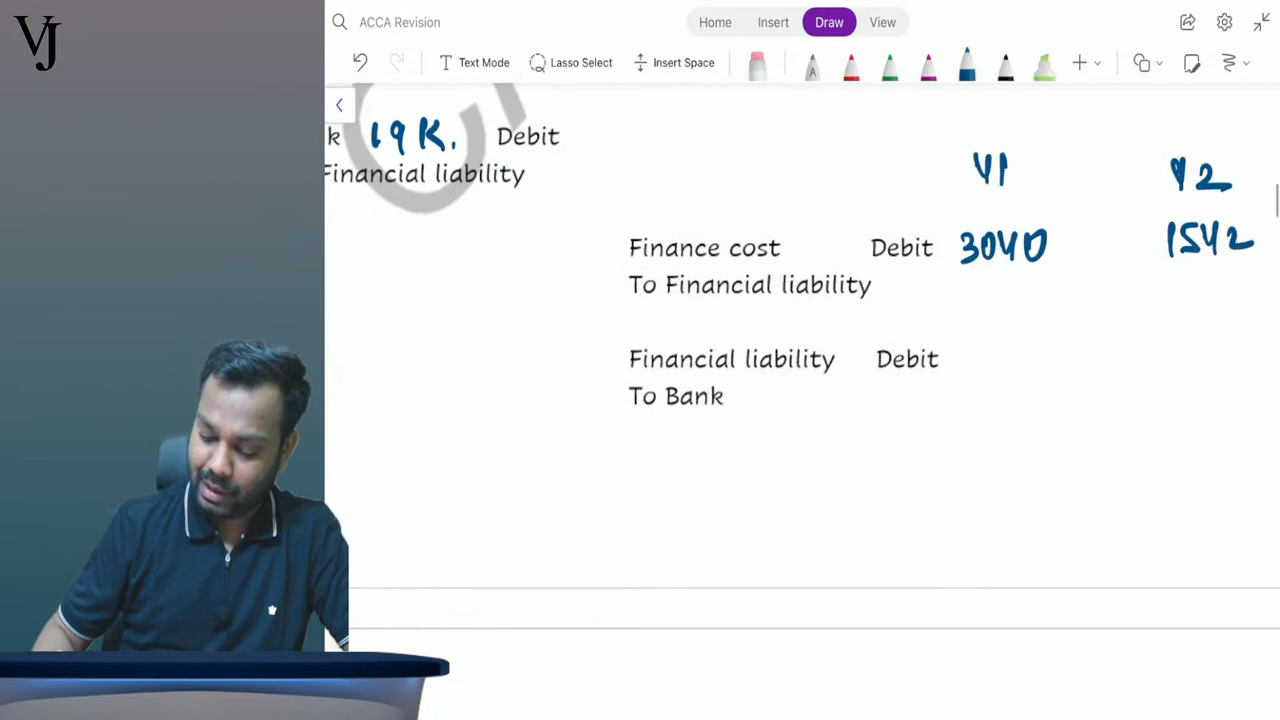 VJ
ACCA Revision
Home Insert Draw View
Text Mode Lasso Select Insert Space
k 19K. Debit
Financial liability
Y1 Y2
Finance cost Debit 3040 1542
To Financial liability
Financial liability Debit
To Bank